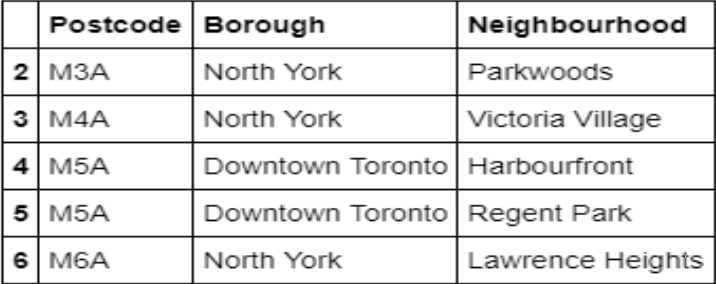 Postcode Borough Neighbourhood
2 M3A North York Parkwoods
3 M4A North York Victoria Village
4 M5A Downtown Toronto Harbourfront
5 M5A Downtown Toronto Regent Park
6 M6A North York Lawrence Heights